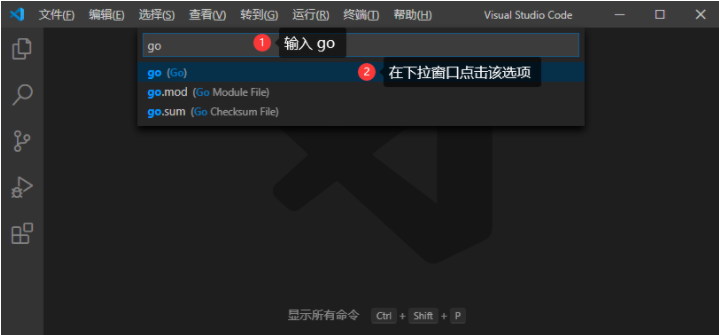 文件(F) 编辑(E) 选择(S) 查看(V) 转到(G) 运行(R) 终端(T) 帮助(H) Visual Studio Code
go 1 输入 go
go (Go) 2 在下拉窗口点击该选项
go.mod (Go Module File)
go.sum (Go Checksum File)
显示所有命令 Ctrl + Shift + P